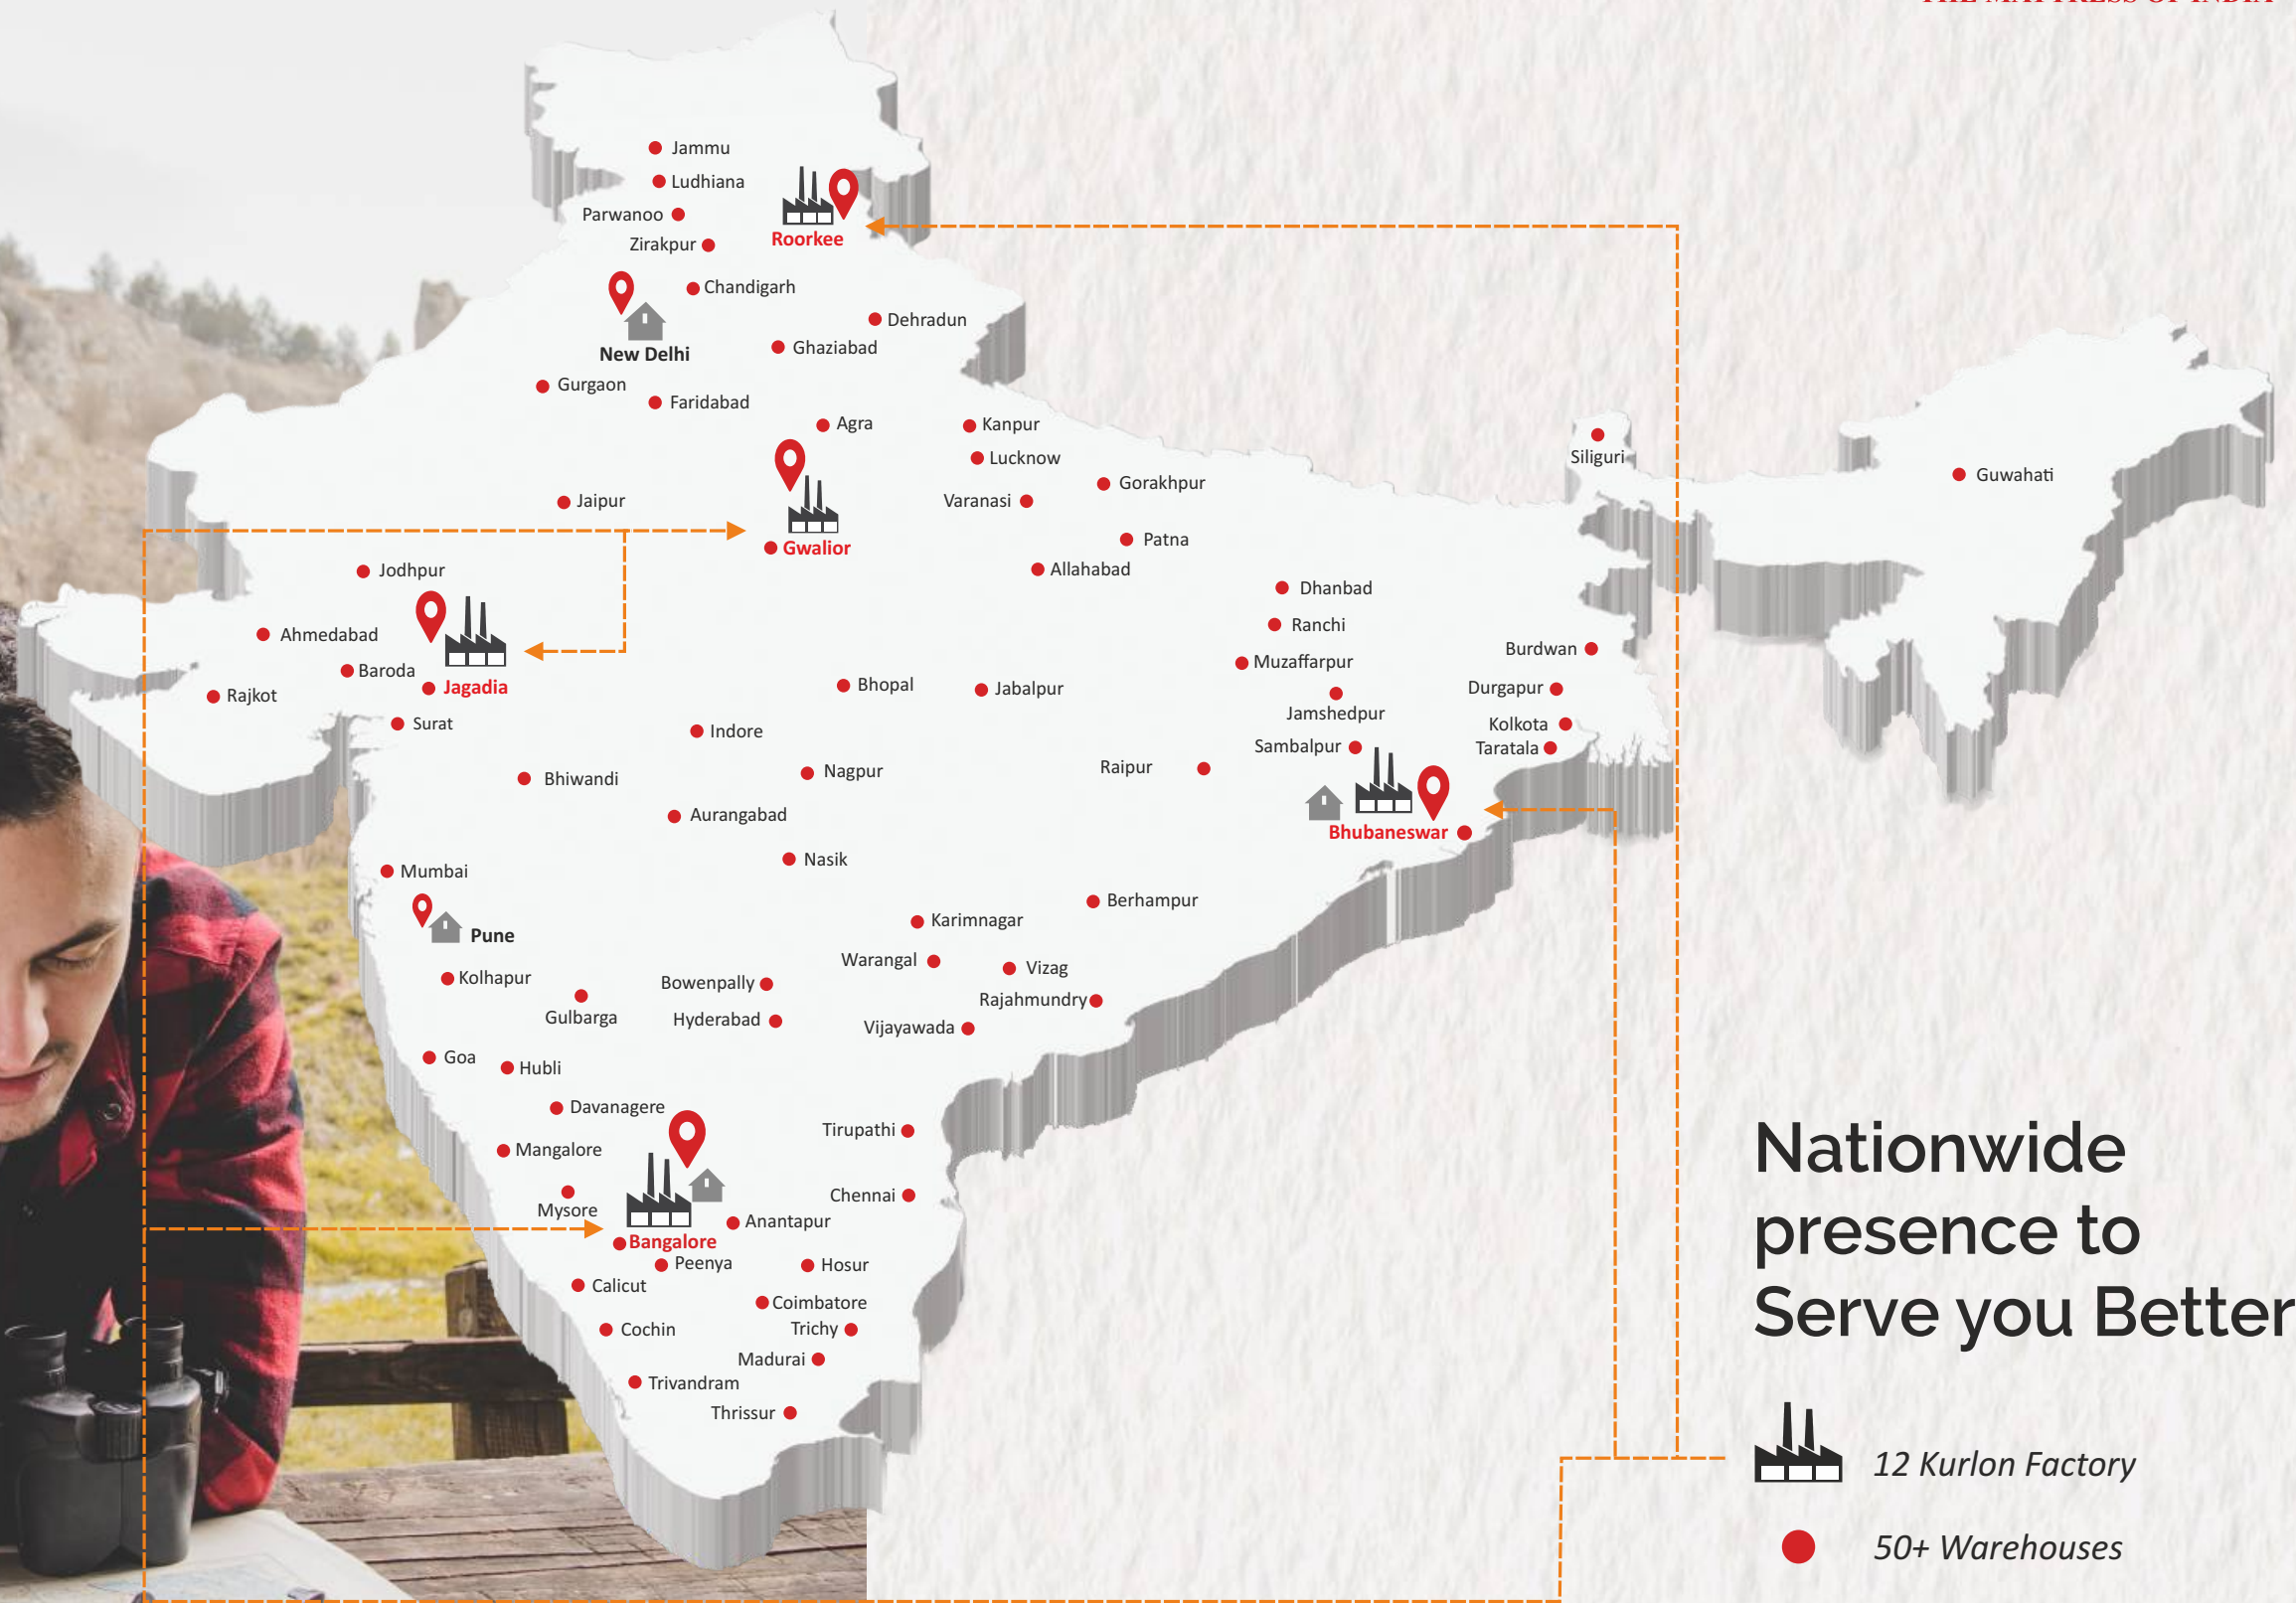 THE MATTRESS OF INDIA
Jammu
Ludhiana
Parwanoo
Zirakpur
Roorkee
Chandigarh
Dehradun
New Delhi
Ghaziabad
Gurgaon
Faridabad
Agra
Kanpur
Lucknow
Siliguri
Guwahati
Gorakhpur
Varanasi
Jaipur
Patna
Gwalior
Allahabad
Jodhpur
Dhanbad
Ranchi
Ahmedabad
Burdwan
Muzaffarpur
Baroda
Bhopal
Jabalpur
Durgapur
Jagadia
Rajkot
Jamshedpur
Surat
Kolkota
Indore
Sambalpur
Taratala
Raipur
Nagpur
Bhiwandi
Aurangabad
Bhubaneswar
Nasik
Mumbai
Berhampur
Karimnagar
Pune
Warangal
Vizag
Kolhapur
Bowenpally
Rajahmundry
Gulbarga
Hyderabad
Vijayawada
Goa
Hubli
Davanagere
Tirupathi
Mangalore
Chennai
Mysore
Anantapur
Bangalore
Peenya
Hosur
Calicut
Coimbatore
Cochin
Trichy
Madurai
Trivandram
Thrissur
Nationwide
presence to
Serve you Better
12 Kurlon Factory
50+ Warehouses